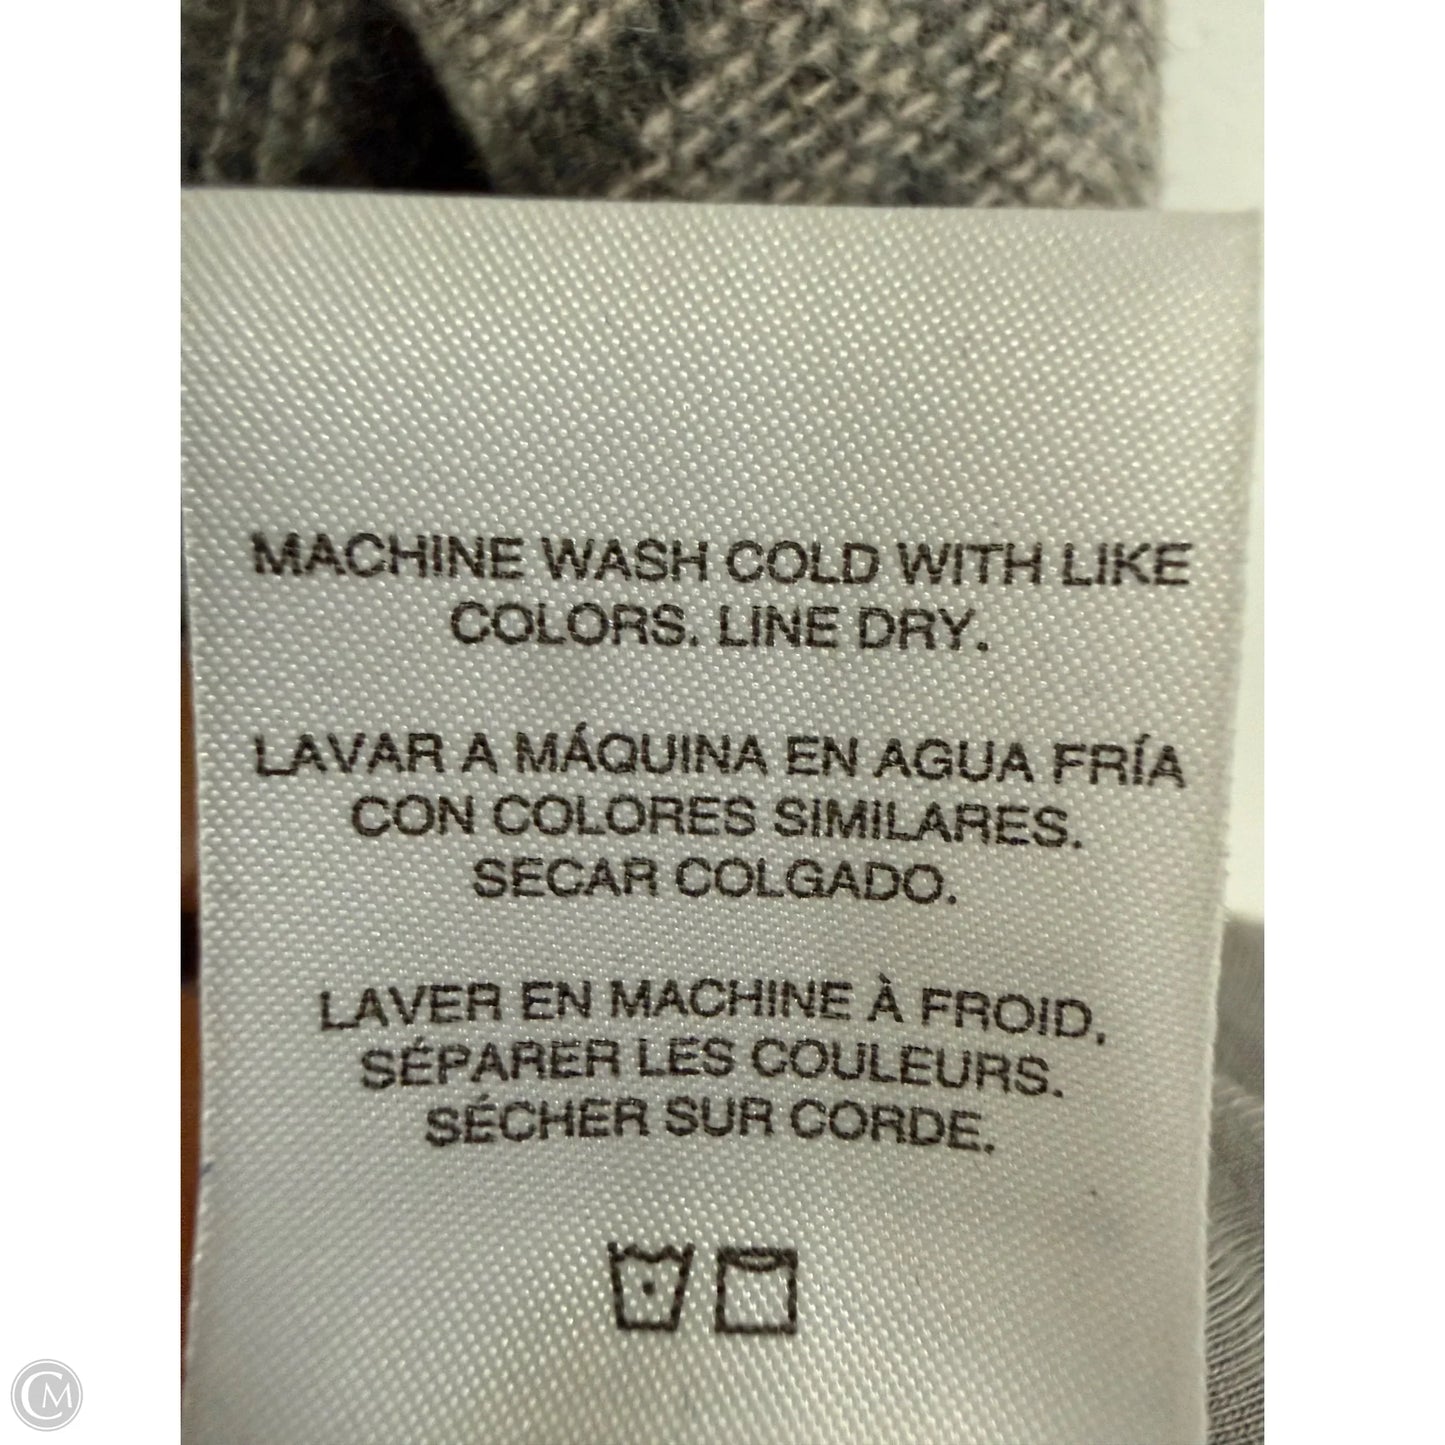 MACHINE WASH COLD WITH LIKE
COLORS. LINE DRY.
LAVAR A MÁQUINA EN AGUA FRÍA
CON COLORES SIMILARES.
SECAR COLGADO.
LAVER EN MACHINE À FROID,
SÉPARER LES COULEURS.
SÉCHER SUR CORDE.
CM